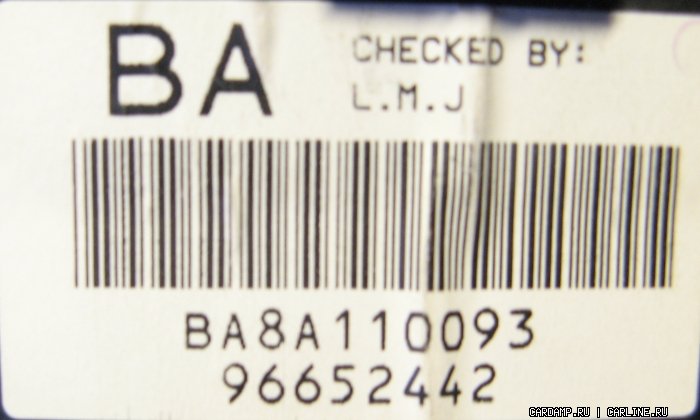 BA
CHECKED BY:
L.M.J
BA8A110093
96652442
CARDAMP.RU | CARLINE.RU